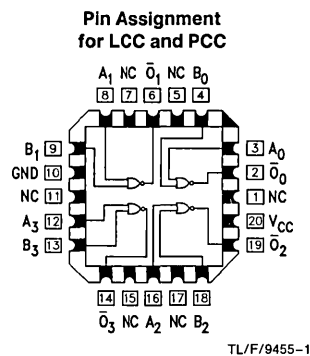 Pin Assignment
for LCC and PCC
A₁ NC Ō₁ NC B₀
8 7 6 5 4
B₁ 9
GND 10
NC 11
A₃ 12
B₃ 13
3 A₀
2 Ō₀
1 NC
20 V_CC
19 Ō₂
14 15 16 17 18
Ō₃ NC A₂ NC B₂
TL/F/9455–1